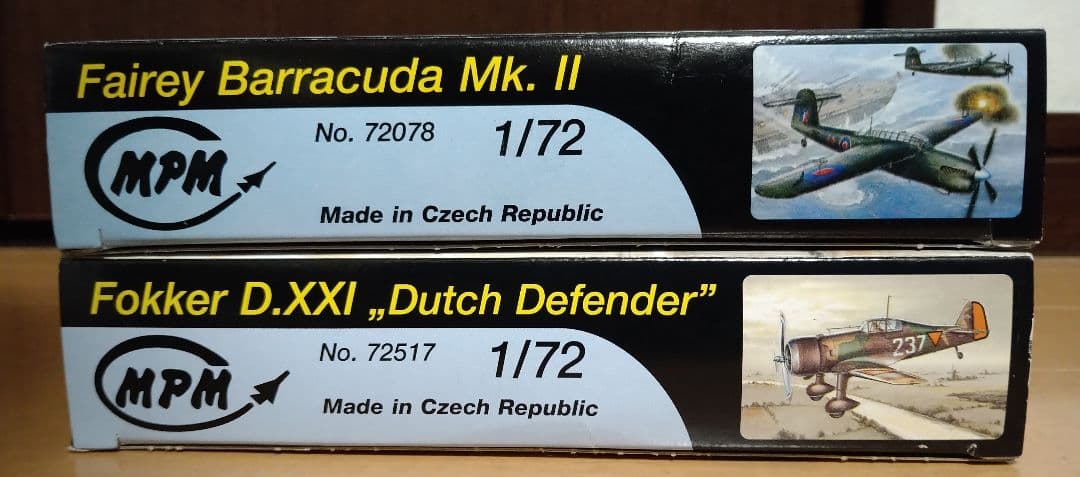 Fairey Barracuda Mk. II
MPM
No. 72078 1/72
Made in Czech Republic
Fokker D.XXI „Dutch Defender”
MPM
No. 72517 1/72
Made in Czech Republic
237